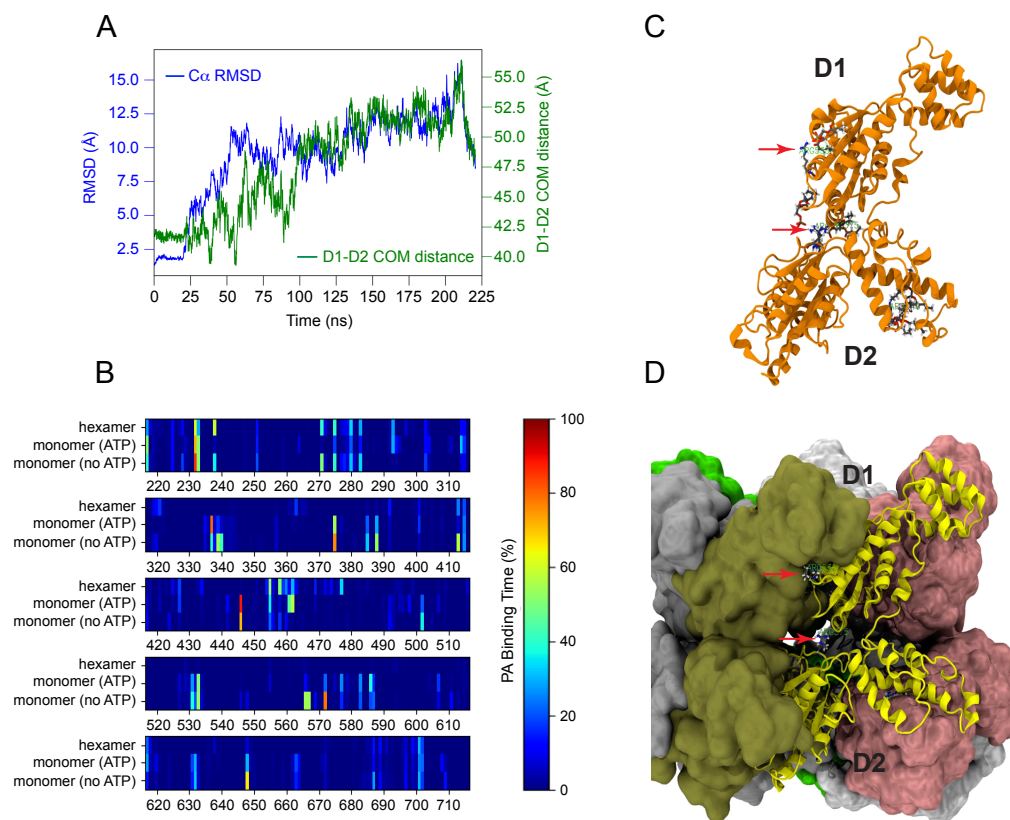 A
Cα RMSD
15.0
12.5
10.0
7.5
5.0
2.5
RMSD (Å)
55.0
52.5
50.0
47.5
45.0
42.5
40.0
D1-D2 COM distance (Å)
D1-D2 COM distance
0 25 50 75 100 125 150 175 200 225
Time (ns)
B
hexamer
monomer (ATP)
monomer (no ATP)
220 230 240 250 260 270 280 290 300 310
hexamer
monomer (ATP)
monomer (no ATP)
320 330 340 350 360 370 380 390 400 410
hexamer
monomer (ATP)
monomer (no ATP)
420 430 440 450 460 470 480 490 500 510
hexamer
monomer (ATP)
monomer (no ATP)
520 530 540 550 560 570 580 590 600 610
hexamer
monomer (ATP)
monomer (no ATP)
620 630 640 650 660 670 680 690 700 710
PA Binding Time (%)
100
80
60
40
20
0
C
D1
D2
D
D1
D2